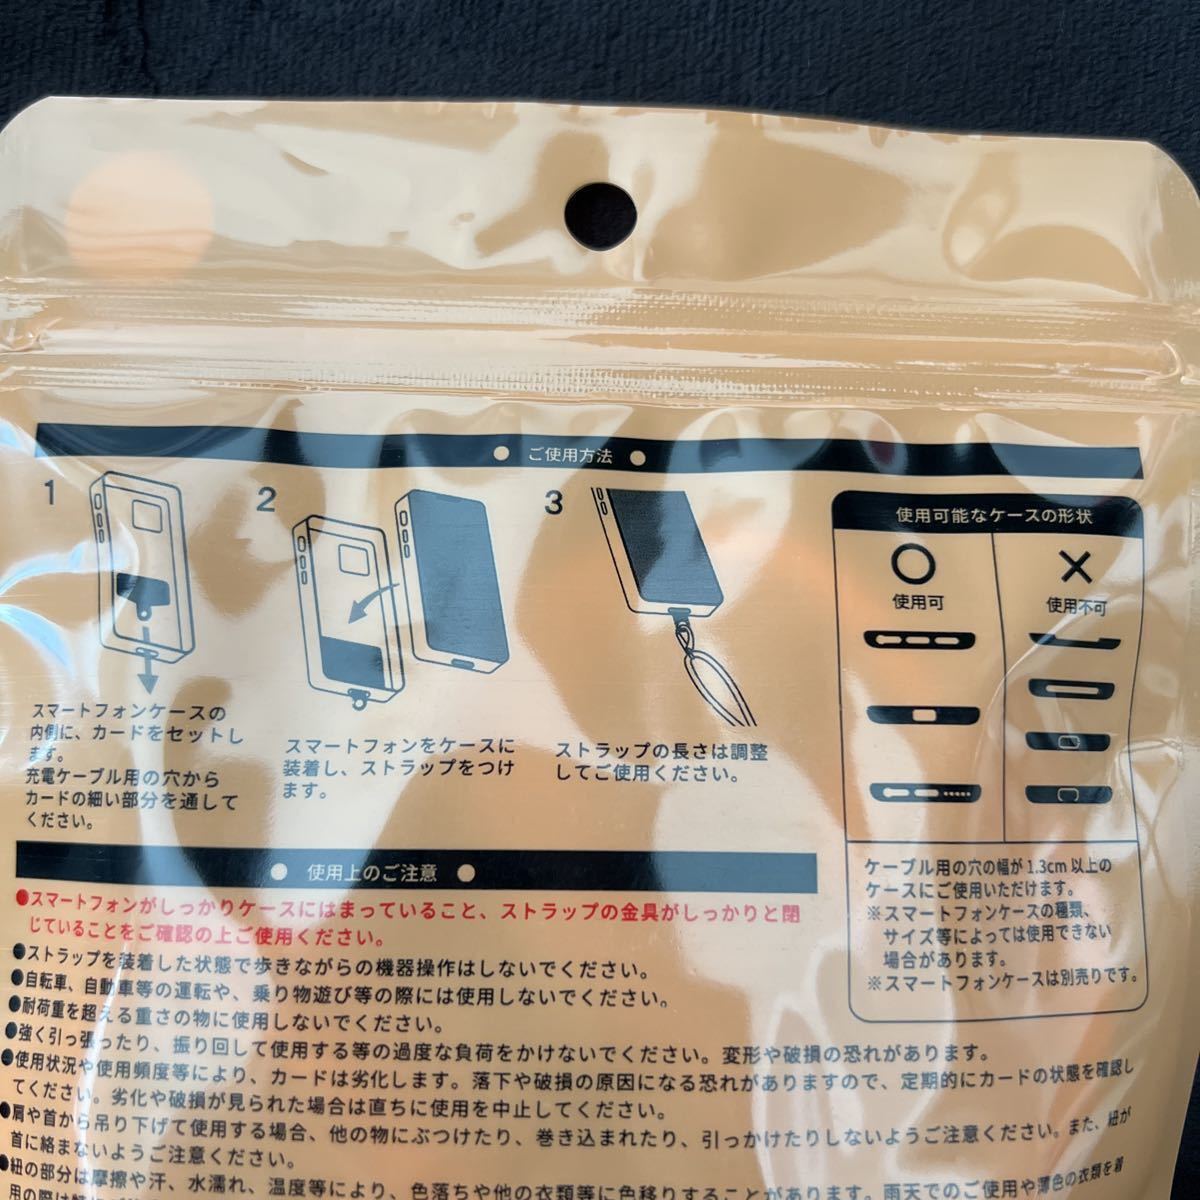 ご使用方法
1
スマートフォンケースの
内側に、カードをセットし
ます。
充電ケーブル用の穴から
カードの細い部分を通して
ください。
2
スマートフォンをケースに
装着し、ストラップをつけ
ます。
3
ストラップの長さは調整
してご使用ください。
使用可能なケースの形状
使用可
使用不可
ケーブル用の穴の幅が1.3cm以上の
ケースにご使用いただけます。
※スマートフォンケースの種類、
サイズ等によっては使用できない
場合があります。
※スマートフォンケースは別売りです。
使用上のご注意
●スマートフォンがしっかりケースにはまっていること、ストラップの金具がしっかりと閉
じていることをご確認の上ご使用ください。
●ストラップを装着した状態で歩きながらの機器操作はしないでください。
●自転車、自動車等の運転や、乗り物遊び等の際には使用しないでください。
●耐荷重を超える重さの物に使用しないでください。
●強く引っ張ったり、振り回して使用する等の過度な負荷をかけないでください。変形や破損の恐れがあります。
●使用状況や使用頻度等により、カードは劣化します。落下や破損の原因になる恐れがありますので、定期的にカードの状態を確認し
てください。劣化や破損が見られた場合は直ちに使用を中止してください。
●肩や首から吊り下げて使用する場合、他の物にぶつけたり、巻き込まれたり、引っかけたりしないようご注意ください。また、紐が
首に絡まないようご注意ください。
●紐の部分は摩擦や汗、水濡れ、温度等により、色落ちや他の衣類等に色移りすることがあります。雨天でのご使用や薄色の衣類を着
用の際は